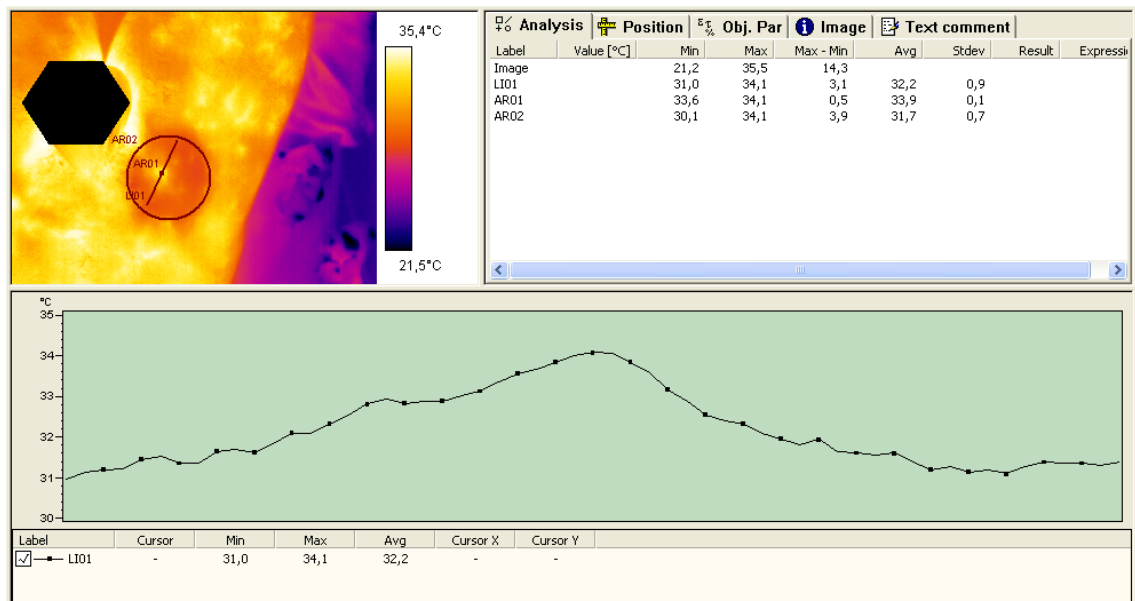 35,4°C
AR02
AR01
LI01
21,5°C
Analysis Position Obj. Par Image Text comment
Label Value [°C] Min Max Max - Min Avg Stdev Result Expressi
Image 21,2 35,5 14,3
LI01 31,0 34,1 3,1 32,2 0,9
AR01 33,6 34,1 0,5 33,9 0,1
AR02 30,1 34,1 3,9 31,7 0,7
°C
35
34
33
32
31
30
Label Cursor Min Max Avg Cursor X Cursor Y
LI01 - 31,0 34,1 32,2 - -